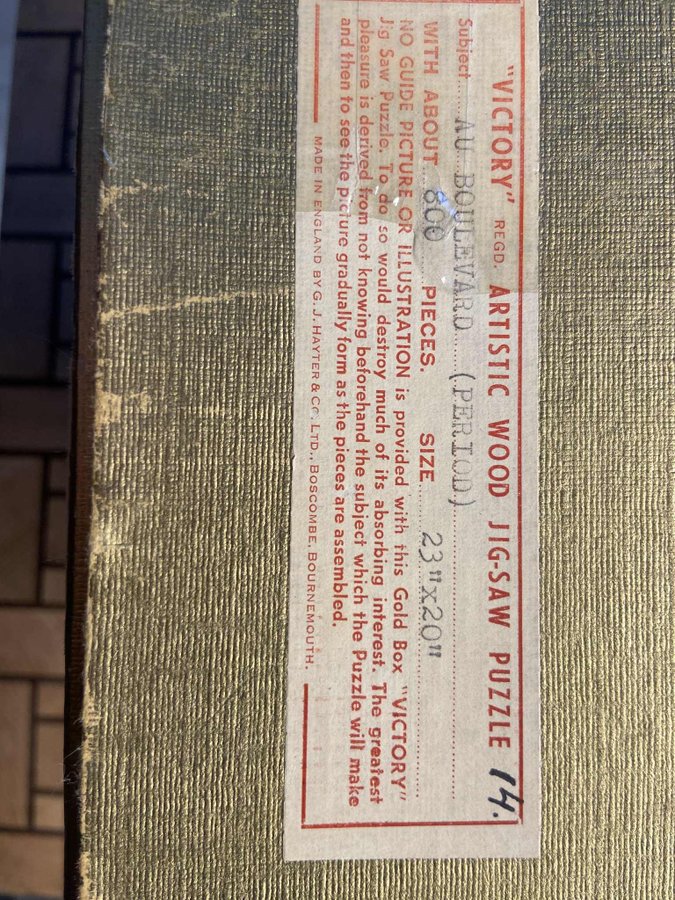 "VICTORY" REGD. ARTISTIC WOOD JIG-SAW PUZZLE 14.
Subject AU BOULEVARD (PERIOD)
WITH ABOUT 800 PIECES. SIZE 23"x20"
NO GUIDE PICTURE OR ILLUSTRATION is provided with this Gold Box "VICTORY"
Jig Saw Puzzle. To do so would destroy much of its absorbing interest. The greatest
pleasure is derived from not knowing beforehand the subject which the Puzzle will make
and then to see the picture gradually form as the pieces are assembled.
MADE IN ENGLAND BY G. J. HAYTER & Co. LTD., BOSCOMBE, BOURNEMOUTH.